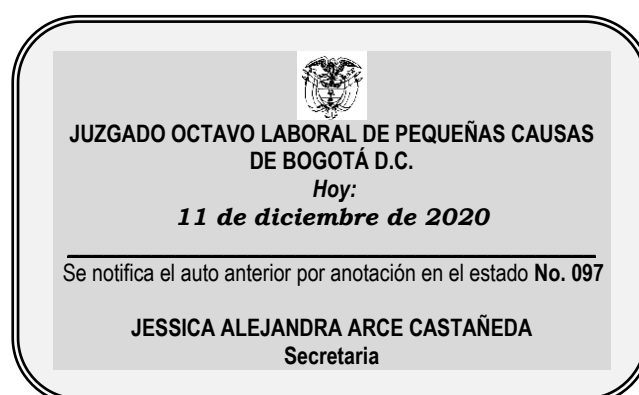 JUZGADO OCTAVO LABORAL DE PEQUEÑAS CAUSAS
DE BOGOTÁ D.C.
Hoy:
11 de diciembre de 2020
Se notifica el auto anterior por anotación en el estado No. 097
JESSICA ALEJANDRA ARCE CASTAÑEDA
Secretaria